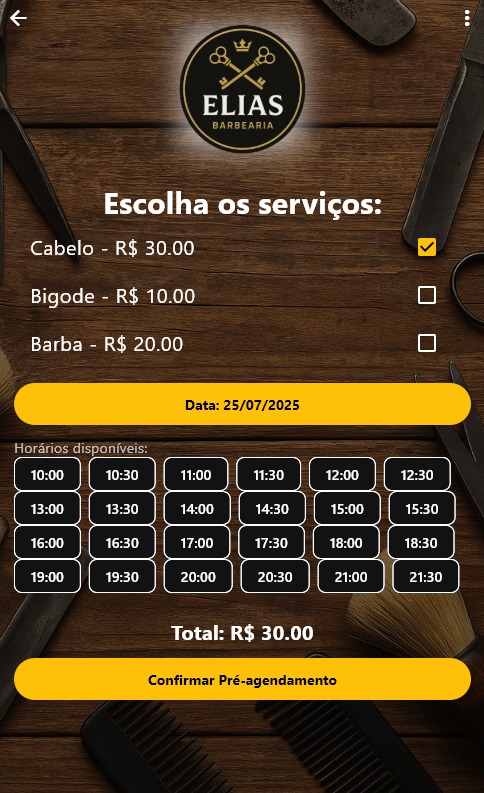 ELIAS
BARBEARIA
Escolha os serviços:
Cabelo - R$ 30.00
Bigode - R$ 10.00
Barba - R$ 20.00
Data: 25/07/2025
Horários disponíveis:
10:00 10:30 11:00 11:30 12:00 12:30
13:00 13:30 14:00 14:30 15:00 15:30
16:00 16:30 17:00 17:30 18:00 18:30
19:00 19:30 20:00 20:30 21:00 21:30
Total: R$ 30.00
Confirmar Pré-agendamento